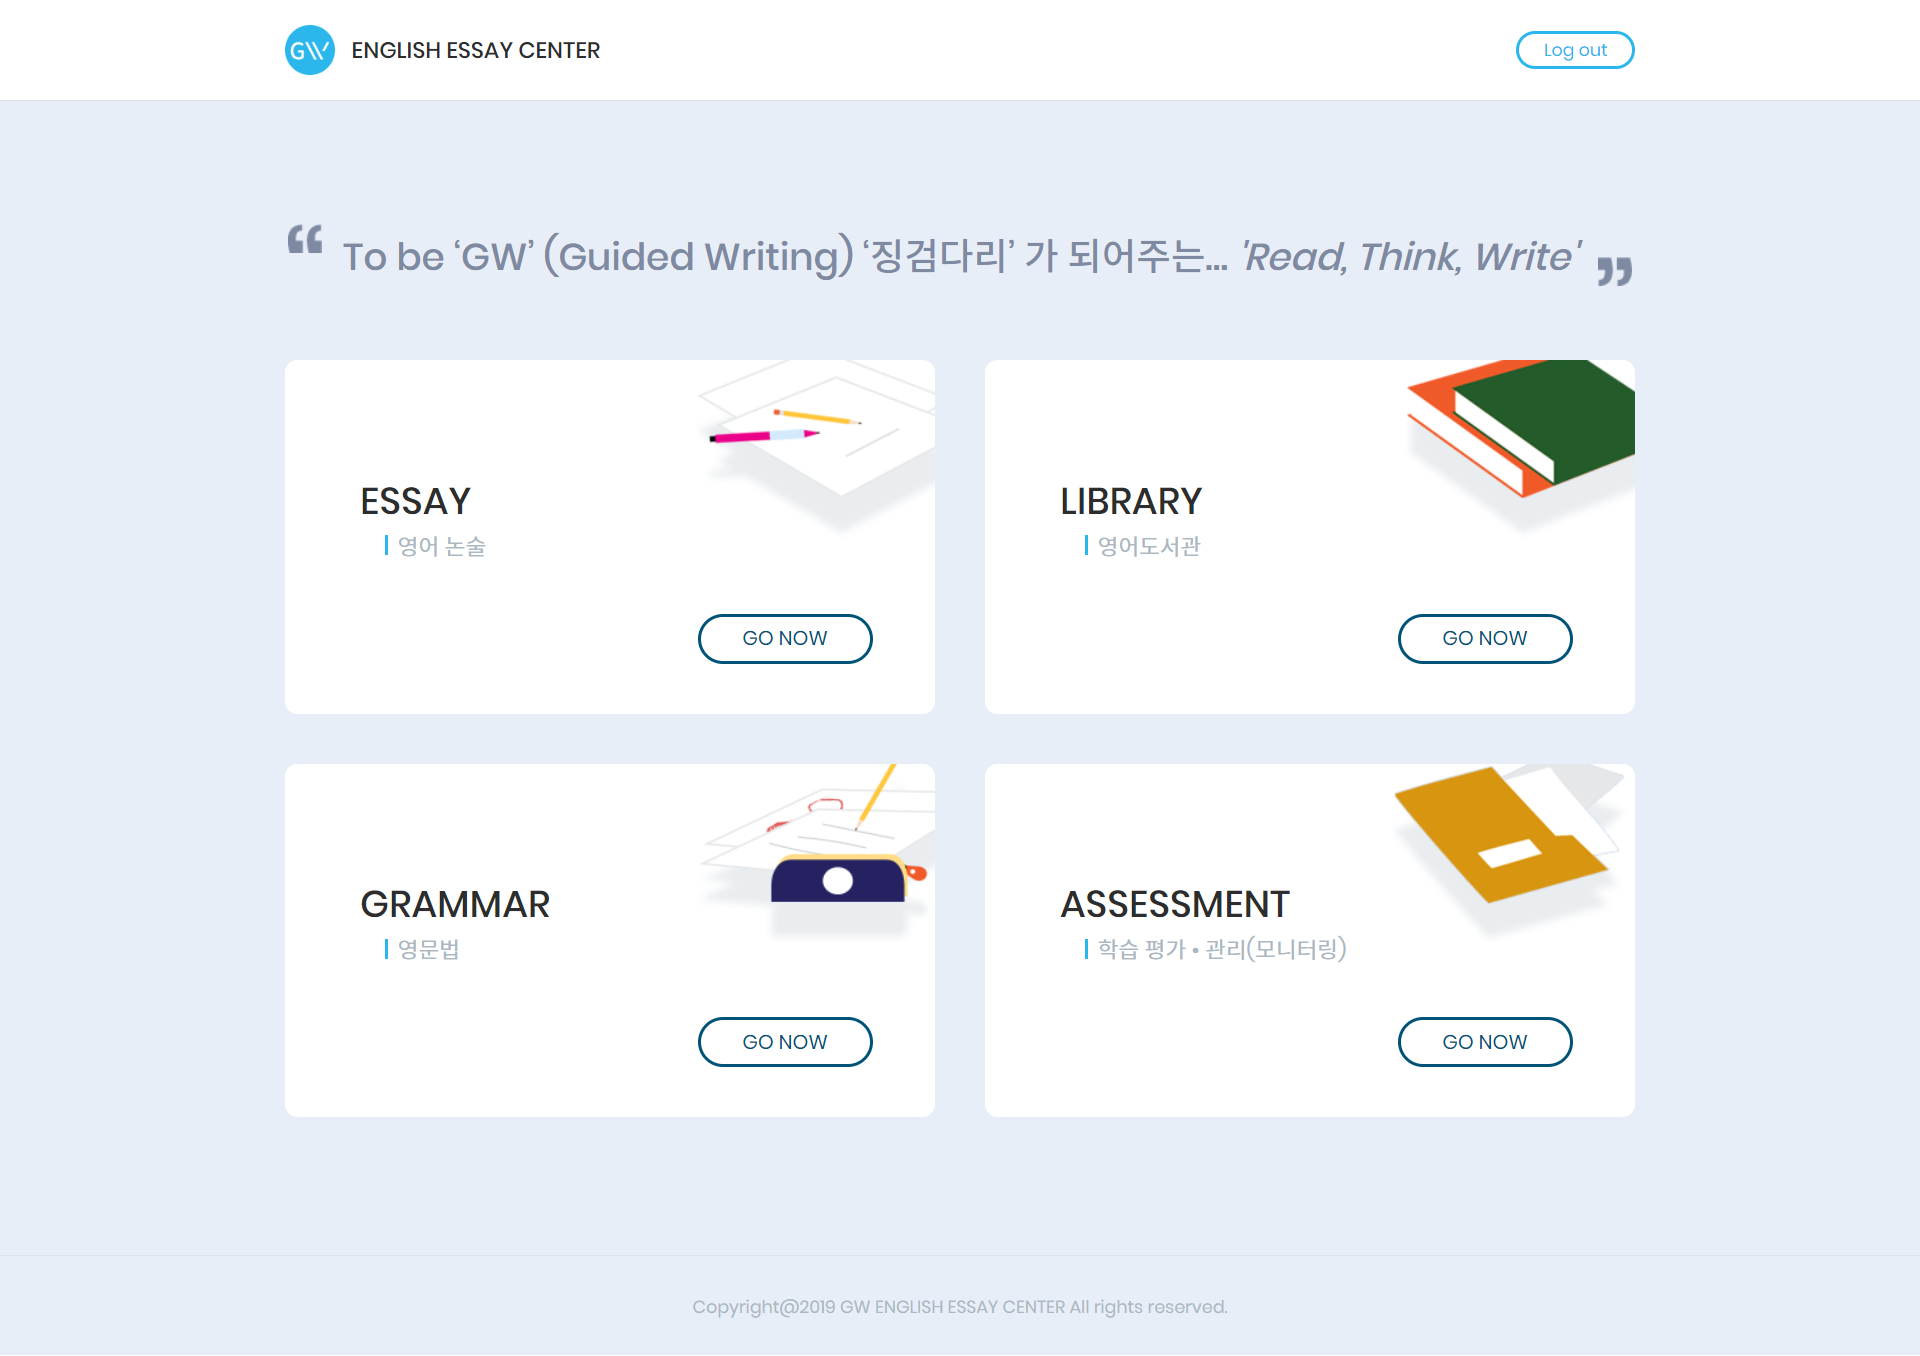 GW ENGLISH ESSAY CENTER
Log out
“ To be ‘GW’ (Guided Writing) ‘징검다리’ 가 되어주는... 'Read, Think, Write' ”
ESSAY
영어 논술
GO NOW
LIBRARY
영어도서관
GO NOW
GRAMMAR
영문법
GO NOW
ASSESSMENT
학습 평가 • 관리(모니터링)
GO NOW
Copyright@2019 GW ENGLISH ESSAY CENTER All rights reserved.